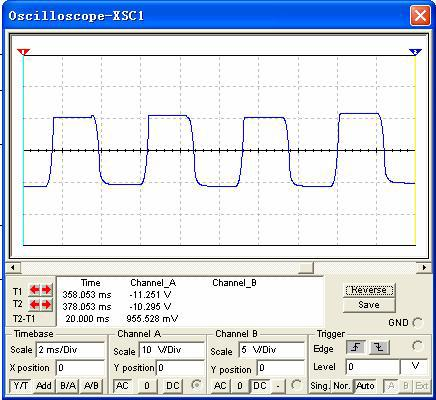 Oscilloscope-XSC1
1 2
Time Channel_A Channel_B
T1 358.053 ms -11.251 V
T2 378.053 ms -10.295 V
T2-T1 20.000 ms 955.528 mV
Reverse
Save
GND
Timebase Channel A Channel B Trigger
Scale 2 ms/Div Scale 10 V/Div Scale 5 V/Div Edge
X position 0 Y position 0 Y position 0 Level 0 V
Y/T Add B/A A/B AC 0 DC AC 0 DC - Sing. Nor. Auto A B Ext